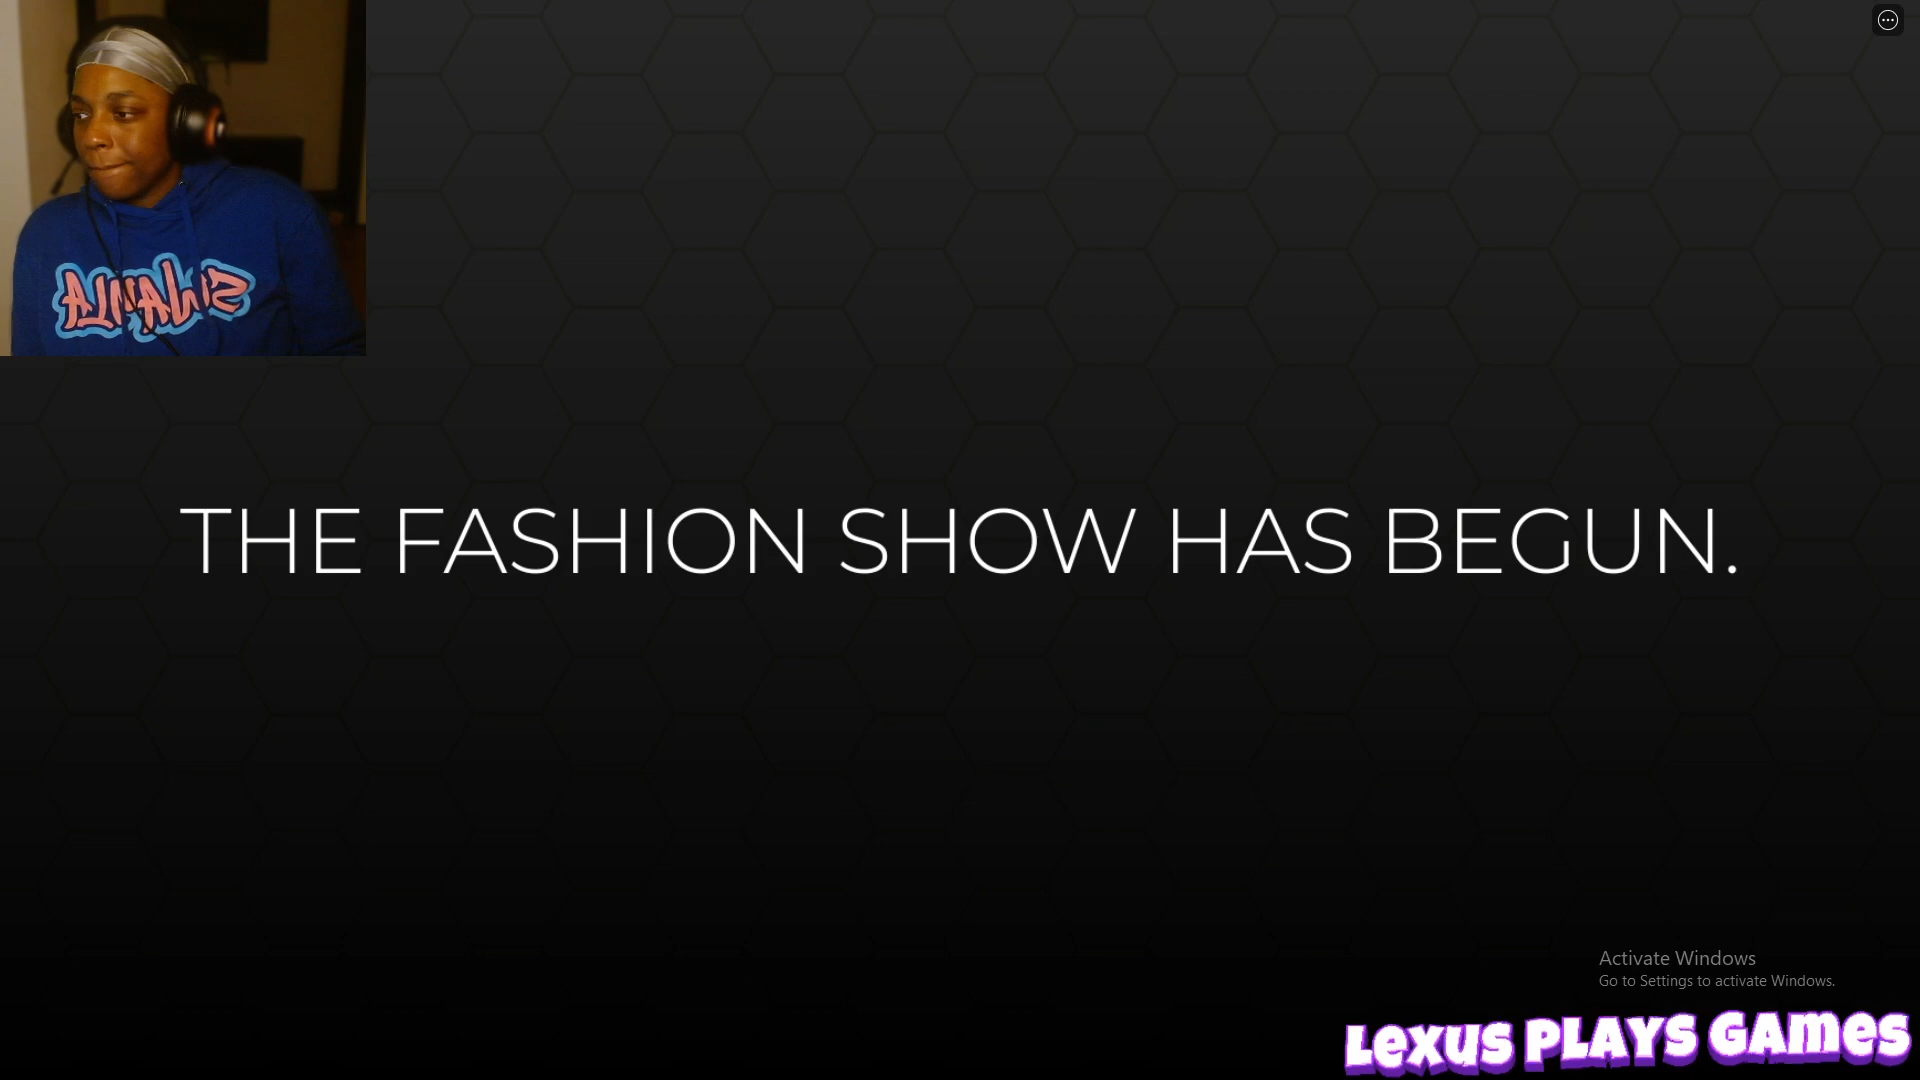 THE FASHION SHOW HAS BEGUN.
Activate Windows
Go to Settings to activate Windows.
LEXUS PLAYS GAMES